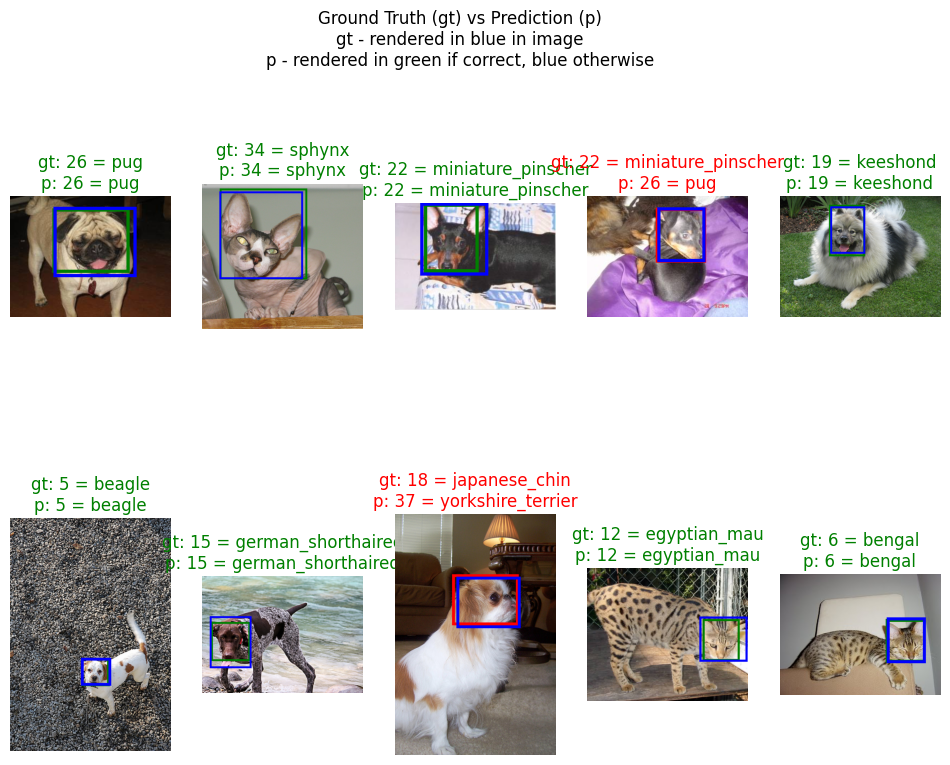 Ground Truth (gt) vs Prediction (p)
gt - rendered in blue in image
p - rendered in green if correct, blue otherwise
gt: 26 = pug
p: 26 = pug
gt: 34 = sphynx
p: 34 = sphynx
gt: 22 = miniature_pinscher
p: 22 = miniature_pinscher
gt: 22 = miniature_pinscher
p: 26 = pug
gt: 19 = keeshond
p: 19 = keeshond
gt: 5 = beagle
p: 5 = beagle
gt: 15 = german_shorthaired
p: 15 = german_shorthaired
gt: 18 = japanese_chin
p: 37 = yorkshire_terrier
gt: 12 = egyptian_mau
p: 12 = egyptian_mau
gt: 6 = bengal
p: 6 = bengal